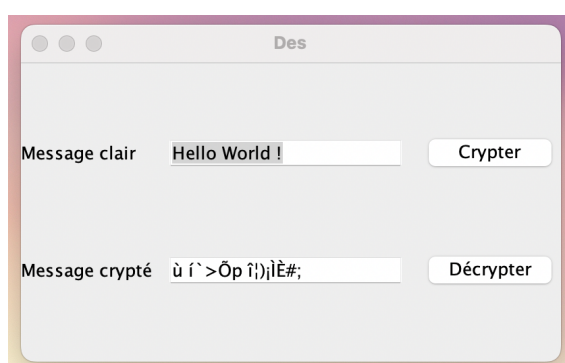 Des
Message clair Hello World ! Crypter
Message crypté ù í`>Õp î¦)¡ÌÈ#; Décrypter